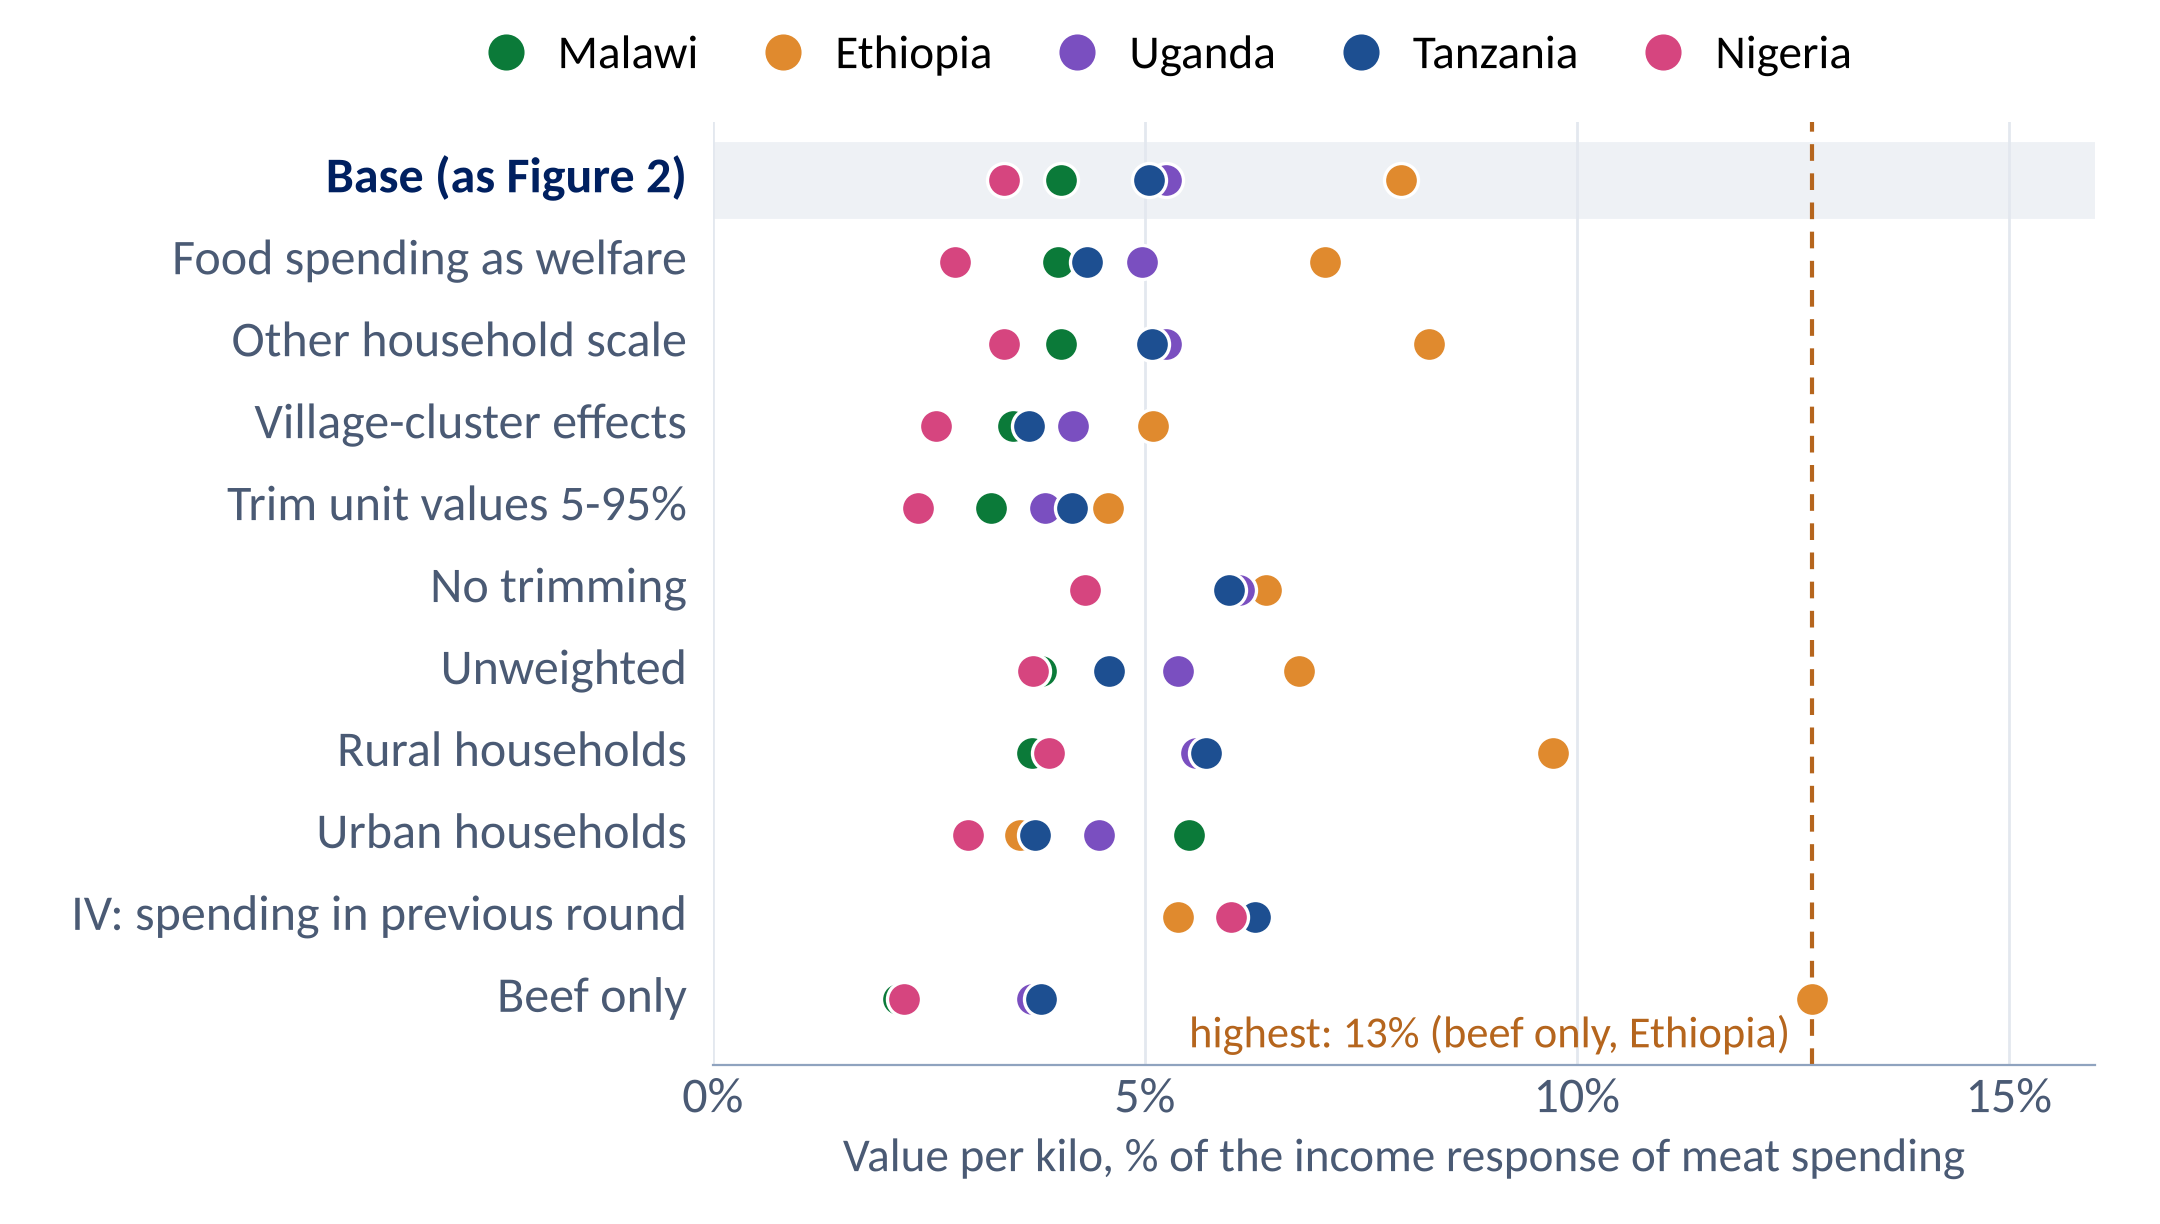 Malawi Ethiopia Uganda Tanzania Nigeria
Base (as Figure 2)
Food spending as welfare
Other household scale
Village-cluster effects
Trim unit values 5-95%
No trimming
Unweighted
Rural households
Urban households
IV: spending in previous round
Beef only
highest: 13% (beef only, Ethiopia)
0% 5% 10% 15%
Value per kilo, % of the income response of meat spending